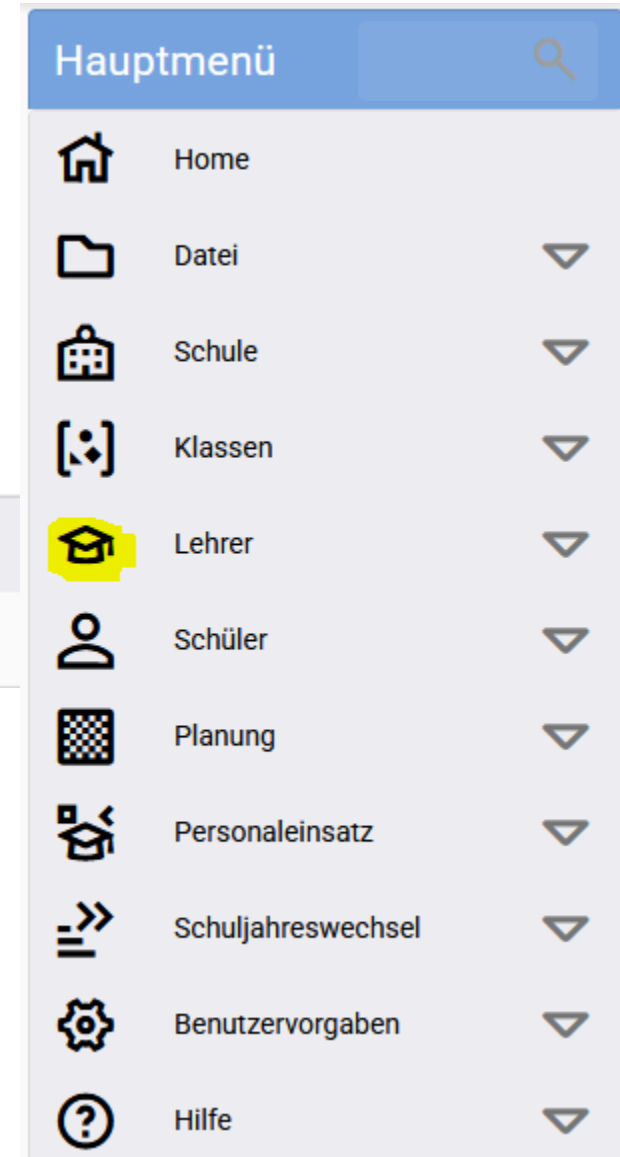 Hauptmenü
Home
Datei
Schule
Klassen
Lehrer
Schüler
Planung
Personaleinsatz
Schuljahreswechsel
Benutzervorgaben
Hilfe